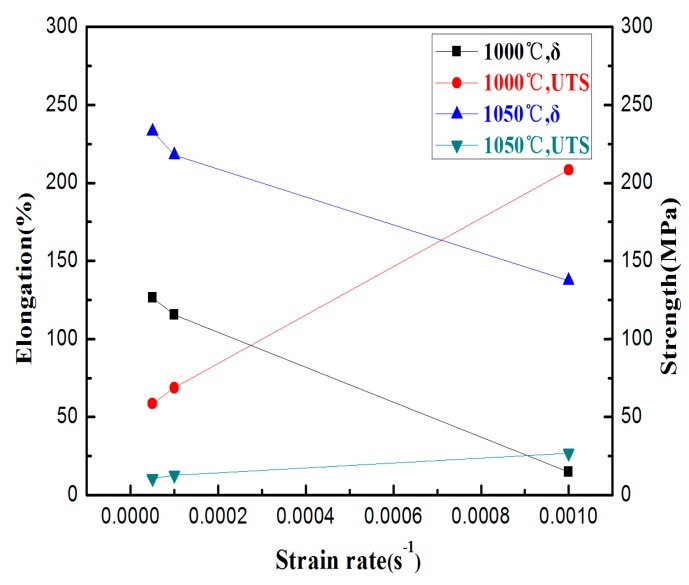 1000℃,δ
1000℃,UTS
1050℃,δ
1050℃,UTS
Elongation(%)
300
250
200
150
100
50
0
Strength(MPa)
300
250
200
150
100
50
0
0.0000 0.0002 0.0004 0.0006 0.0008 0.0010
Strain rate(s⁻¹)